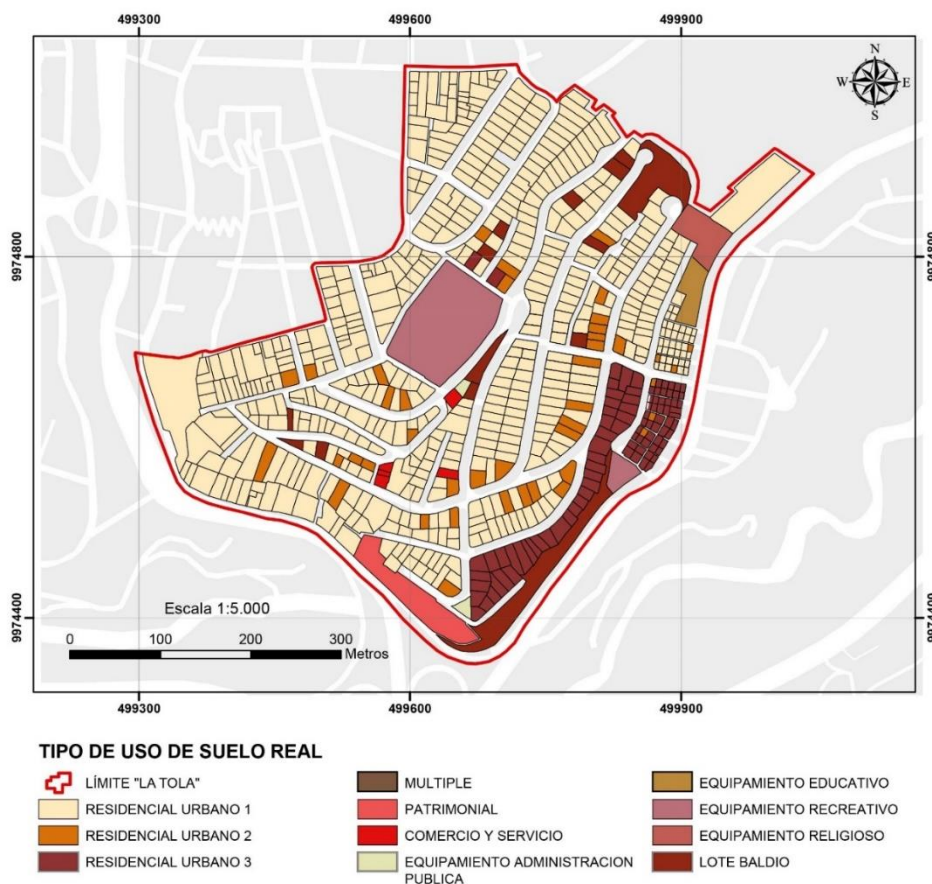 499300 499600 499900
N
W E
S
9974800 9974800
9974400 9974400
Escala 1:5.000
0 100 200 300
Metros
499300 499600 499900
TIPO DE USO DE SUELO REAL
LÍMITE "LA TOLA"
RESIDENCIAL URBANO 1
RESIDENCIAL URBANO 2
RESIDENCIAL URBANO 3
MULTIPLE
PATRIMONIAL
COMERCIO Y SERVICIO
EQUIPAMIENTO ADMINISTRACION
PUBLICA
EQUIPAMIENTO EDUCATIVO
EQUIPAMIENTO RECREATIVO
EQUIPAMIENTO RELIGIOSO
LOTE BALDIO